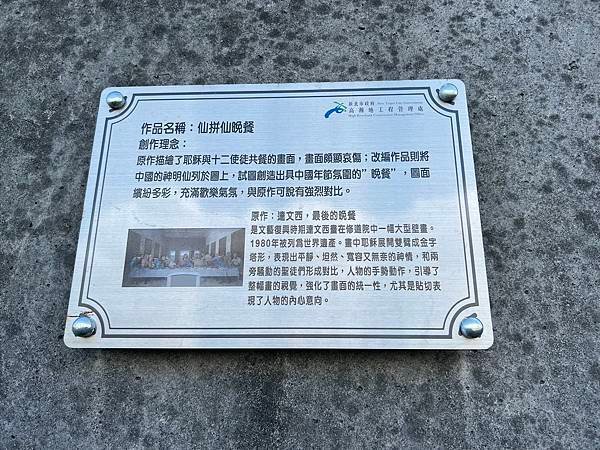 新北市政府 New Taipei City Government
高灘地工程管理處
High Riverbank Construction Management Office
作品名稱：仙拼仙晚餐
創作理念：
原作描繪了耶穌與十二使徒共餐的畫面，畫面頗顯哀傷；改編作品則將
中國的神明仙列於圖上，試圖創造出具中國年節氛圍的”晚餐”，圖面
繽紛多彩，充滿歡樂氣氛，與原作可說有強烈對比。
原作：達文西，最後的晚餐
是文藝復興時期達文西畫在修道院中一幅大型壁畫。
1980年被列為世界遺產。畫中耶穌展開雙臂成金字
塔形，表現出平靜、坦然、寬容又無奈的神情，和兩
旁騷動的聖徒們形成對比，人物的手勢動作，引導了
整幅畫的視覺，強化了畫面的統一性，尤其是貼切表
現了人物的內心意向。